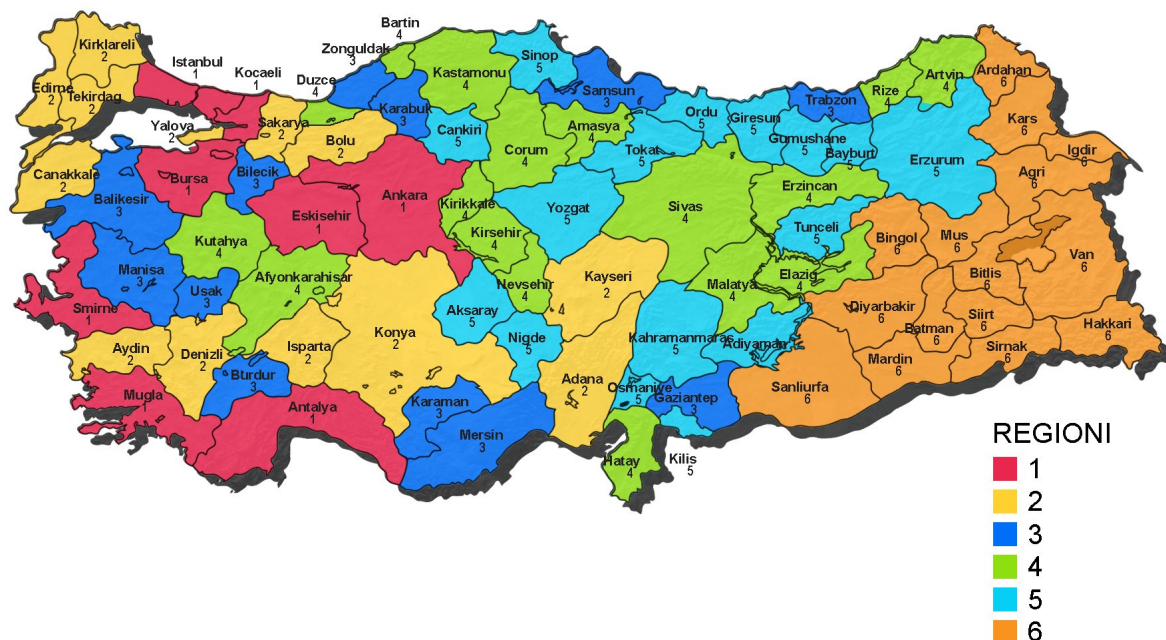 Bartin
4
Kirklareli
2
Zonguldak
3
Sinop
5
Istanbul
1
Kocaeli
1
Duzce
4
Kastamonu
4
Ardahan
6
Artvin
4
Edirne
2
Tekirdag
2
Samsun
3
Rize
4
Trabzon
3
Karabuk
3
Ordu
5
Giresun
5
Kars
6
Yalova
2
Sakarya
2
Cankiri
5
Amasya
4
Bolu
2
Gumushane
5
Corum
4
Tokat
5
Bayburt
5
Igdir
6
Erzurum
5
Canakkale
2
Bursa
1
Bilecik
3
Agri
6
Ankara
1
Erzincan
4
Balikesir
3
Kirikkale
4
Yozgat
5
Sivas
4
Eskisehir
1
Kirsehir
4
Tunceli
5
Kutahya
4
Bingol
6
Mus
6
Van
6
Manisa
3
Afyonkarahisar
4
Kayseri
2
Elazig
4
Bitlis
6
Usak
3
Nevsehir
4
Malatya
4
4
Smirne
1
Aksaray
5
Diyarbakir
6
Siirt
6
Hakkari
6
Konya
2
Batman
6
Nigde
5
Kahramanmaras
5
Adiyaman
5
Sirnak
6
Aydin
2
Denizli
2
Isparta
2
Mardin
6
Burdur
3
Adana
2
Osmaniye
5
Sanliurfa
6
Mugla
1
Gaziantep
3
Antalya
1
Karaman
3
Mersin
3
Hatay
4
Kilis
5
REGIONI
1
2
3
4
5
6